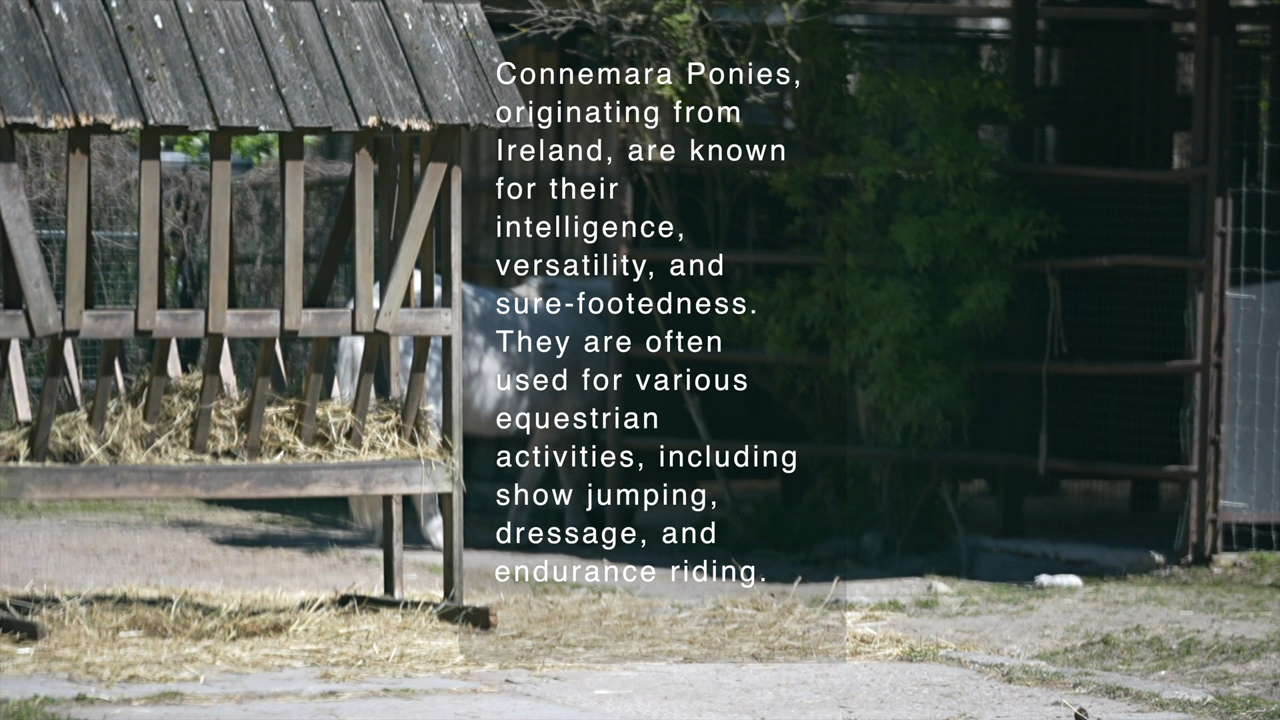 Connemara Ponies,
originating from
Ireland, are known
for their
intelligence,
versatility, and
sure-footedness.
They are often
used for various
equestrian
activities, including
show jumping,
dressage, and
endurance riding.